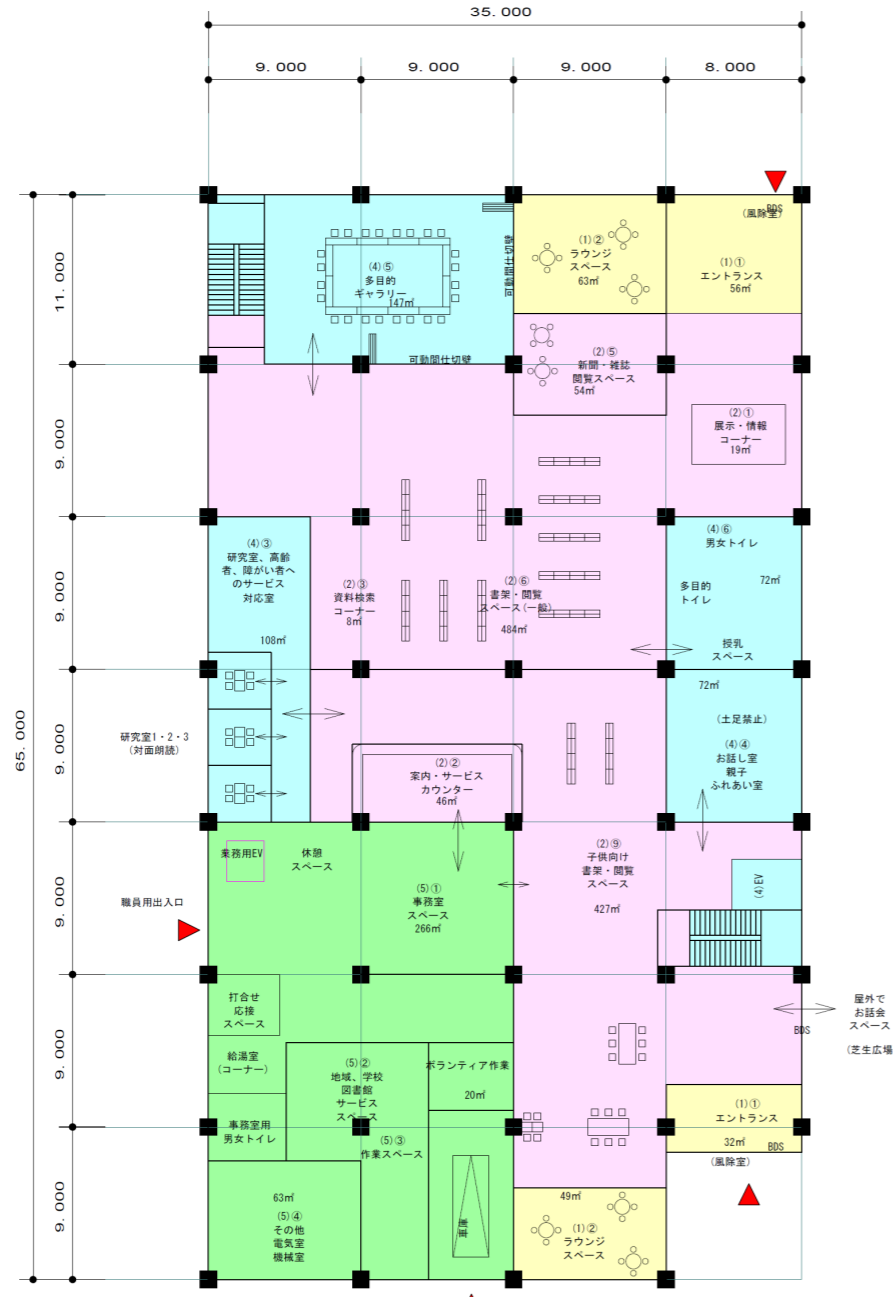 35.000
9.000
9.000
9.000
8.000
65.000
11.000
9.000
9.000
9.000
9.000
9.000
9.000
BDS
(風除室)
(1)①
エントランス
56㎡
(1)②
ラウンジ
スペース
63㎡
可動間仕切壁
(4)⑤
多目的
ギャラリー
147㎡
可動間仕切壁
(2)⑤
新聞・雑誌
閲覧スペース
54㎡
(2)①
展示・情報
コーナー
19㎡
(4)③
研究室、高齢
者、障がい者へ
のサービス
対応室
108㎡
(2)③
資料検索
コーナー
8㎡
(2)⑥
書架・閲覧
スペース(一般)
484㎡
(4)⑥
男女トイレ
72㎡
多目的
トイレ
授乳
スペース
72㎡
(土足禁止)
(4)④
お話し室
親子
ふれあい室
研究室1・2・3
(対面朗読)
(2)②
案内・サービス
カウンター
46㎡
業務用EV
休憩
スペース
(5)①
事務室
スペース
266㎡
(2)⑨
子供向け
書架・閲覧
スペース
427㎡
(4)EV
職員用出入口
打合せ
応接
スペース
給湯室
(コーナー)
事務室用
男女トイレ
(5)②
地域、学校
図書館
サービス
スペース
(5)③
作業スペース
ボランティア作業
20㎡
BDS
屋外で
お話会
スペース
(芝生広場
(1)①
エントランス
32㎡
BDS
(風除室)
63㎡
(5)④
その他
電気室
機械室
車庫
49㎡
(1)②
ラウンジ
スペース